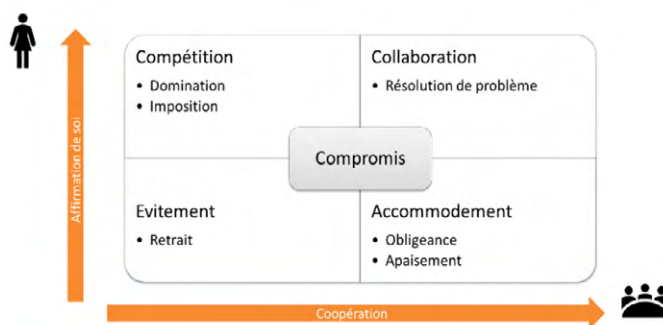 Compétition
• Domination
• Imposition
Collaboration
• Résolution de problème
Compromis
Evitement
• Retrait
Accommodement
• Obligeance
• Apaisement
Affirmation de soi
Coopération